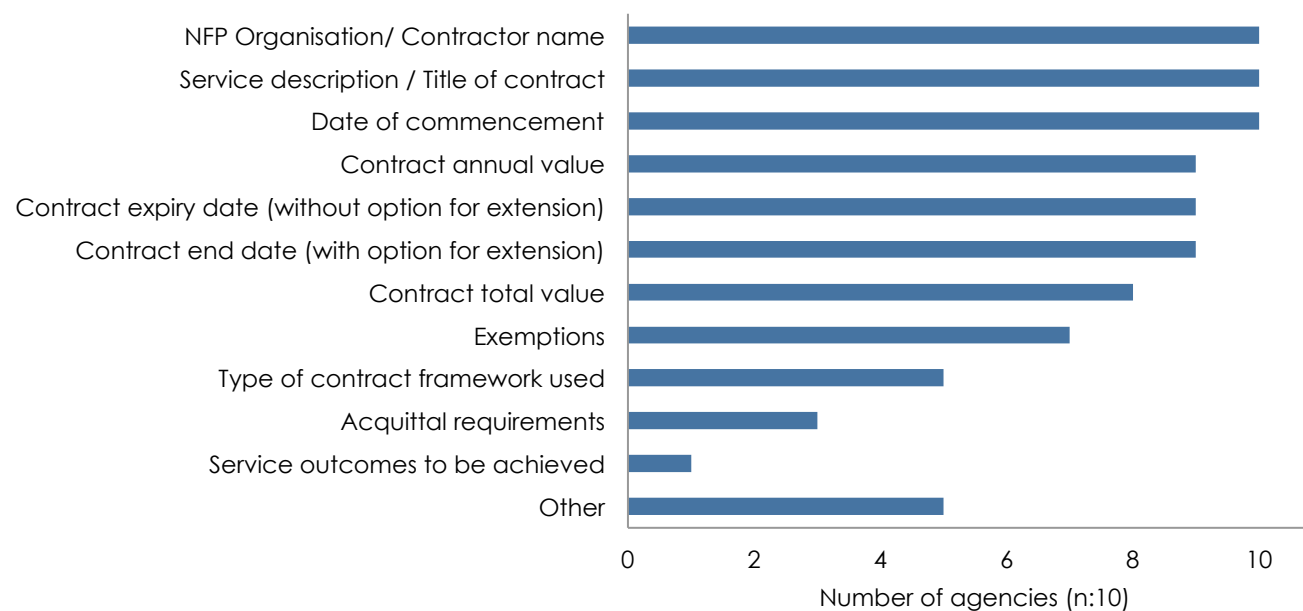 NFP Organisation/ Contractor name
Service description / Title of contract
Date of commencement
Contract annual value
Contract expiry date (without option for extension)
Contract end date (with option for extension)
Contract total value
Exemptions
Type of contract framework used
Acquittal requirements
Service outcomes to be achieved
Other
0 2 4 6 8 10
Number of agencies (n:10)